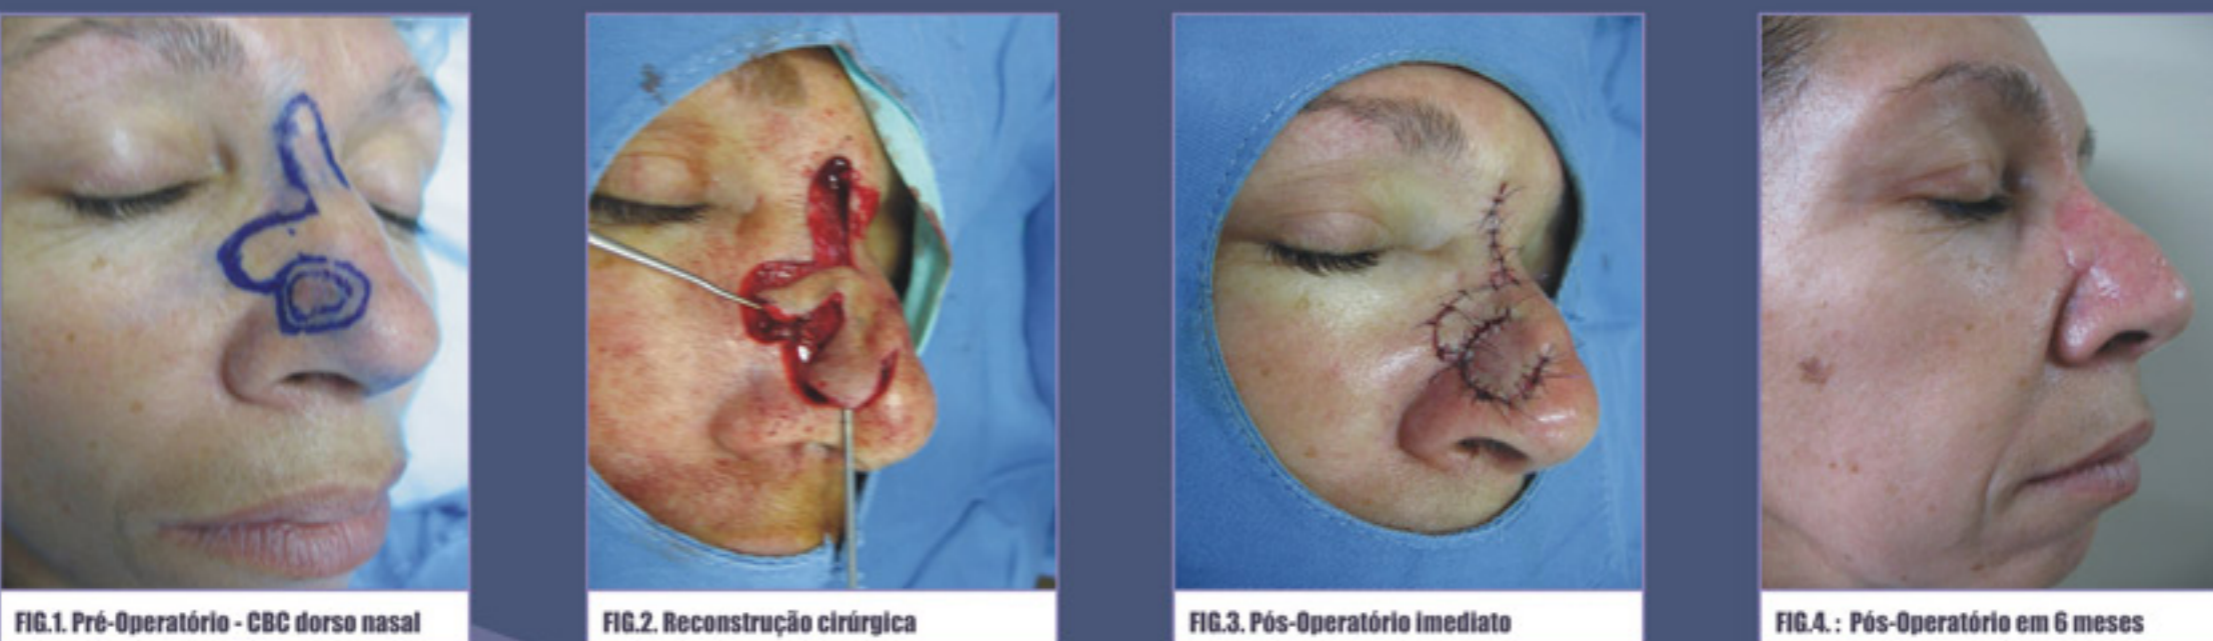 FIG.1. Pré-Operatório - CBC dorso nasal
FIG.2. Reconstrução cirúrgica
FIG.3. Pós-Operatório imediato
FIG.4. : Pós-Operatório em 6 meses